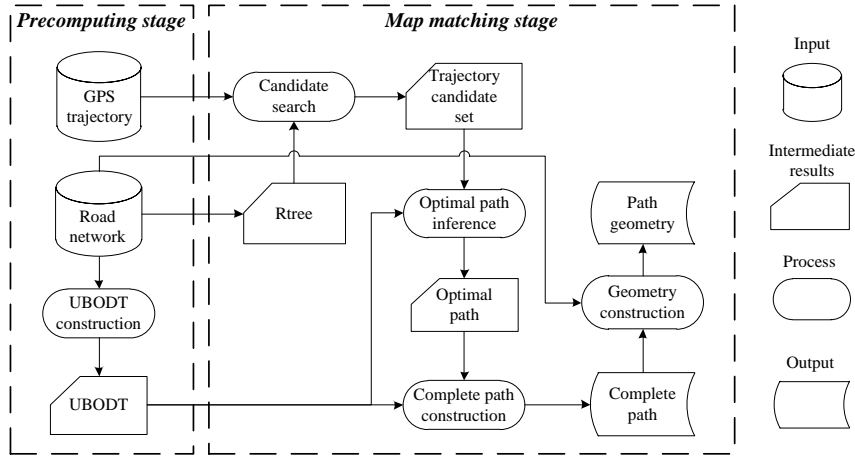 Precomputing stage
Map matching stage
GPS
trajectory
Candidate
search
Trajectory
candidate
set
Road
network
Rtree
Optimal path
inference
Path
geometry
UBODT
construction
Optimal
path
Geometry
construction
UBODT
Complete path
construction
Complete
path
Input
Intermediate
results
Process
Output